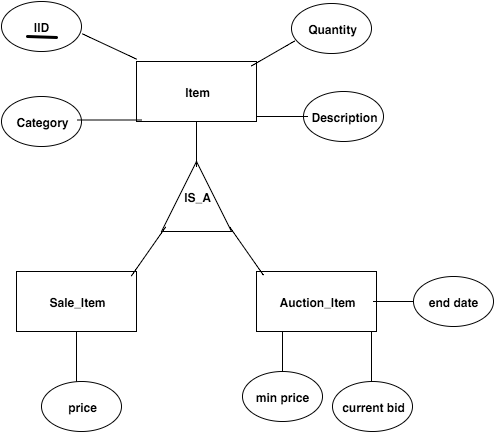 IID
Quantity
Item
Category
Description
IS_A
Sale_Item
Auction_Item
end date
price
min price
current bid